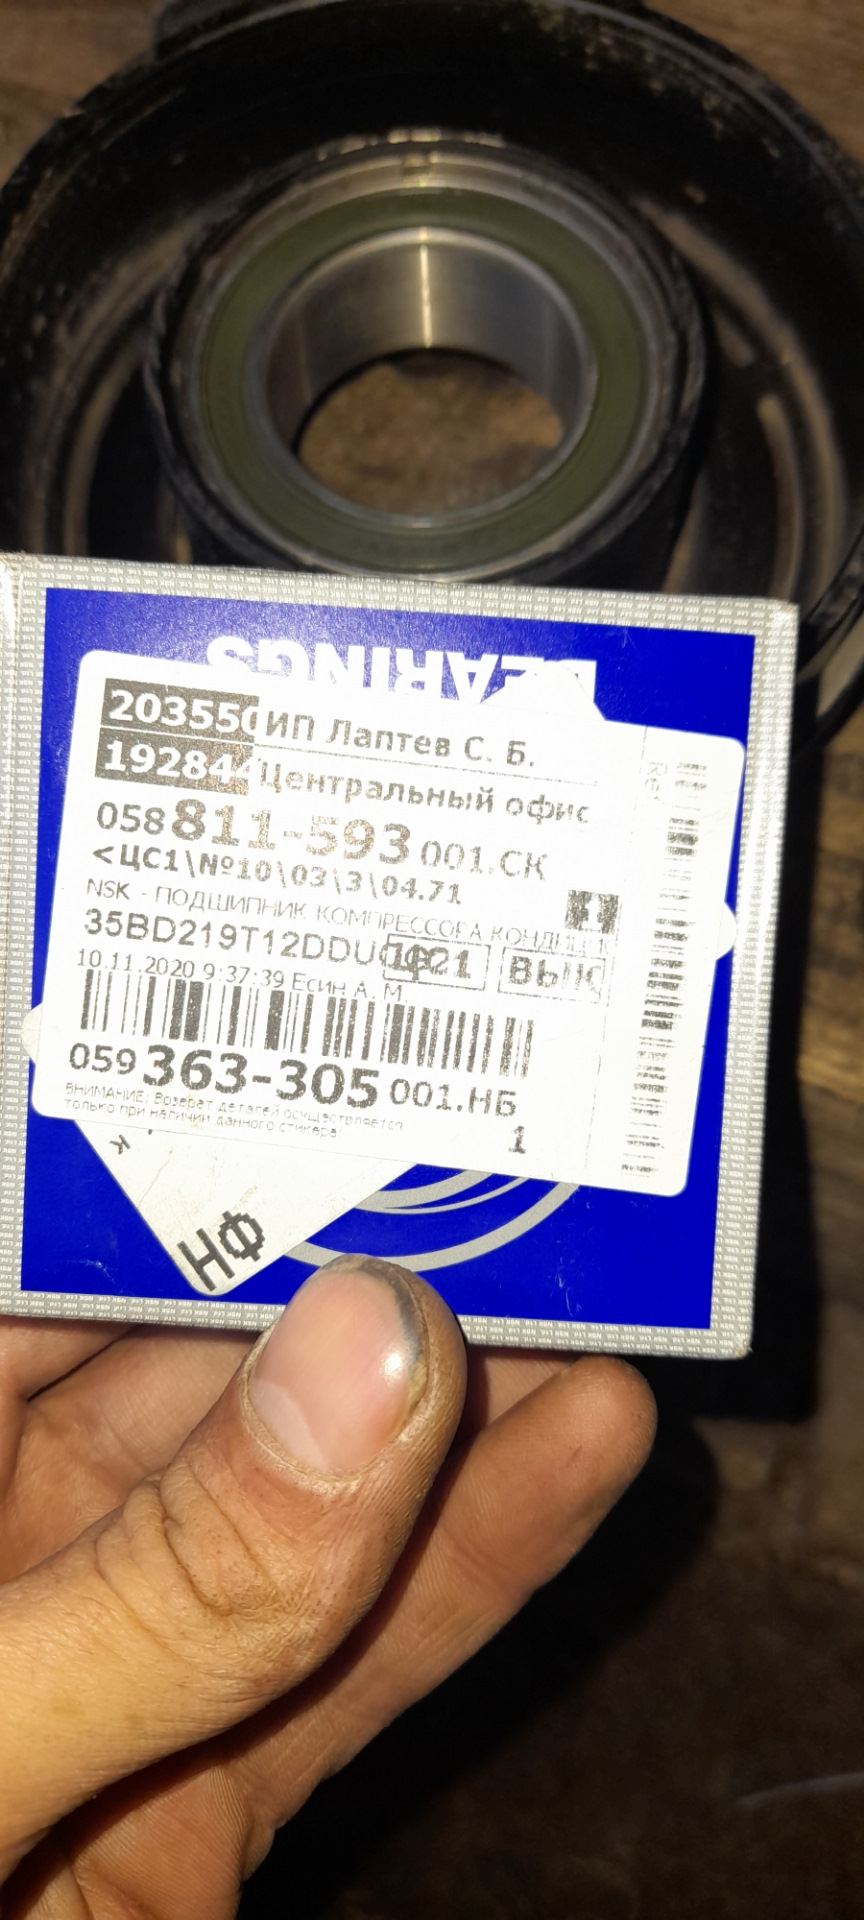 BEARINGS
203550 ИП Лаптев С. Б.
19284 Центральный офис
058 811-593 001.СК
<ЦС1\№10\03\3\04.71
NSK - ПОДШИПНИК КОМПРЕССОРА
35BD219T12DDU
10.11.2020 9:37:39 Есин А. М.
059 363-305 001.НБ
ВНИМАНИЕ! Возврат деталей осуществляется
только при наличии данного стикера!
1
к
НФ